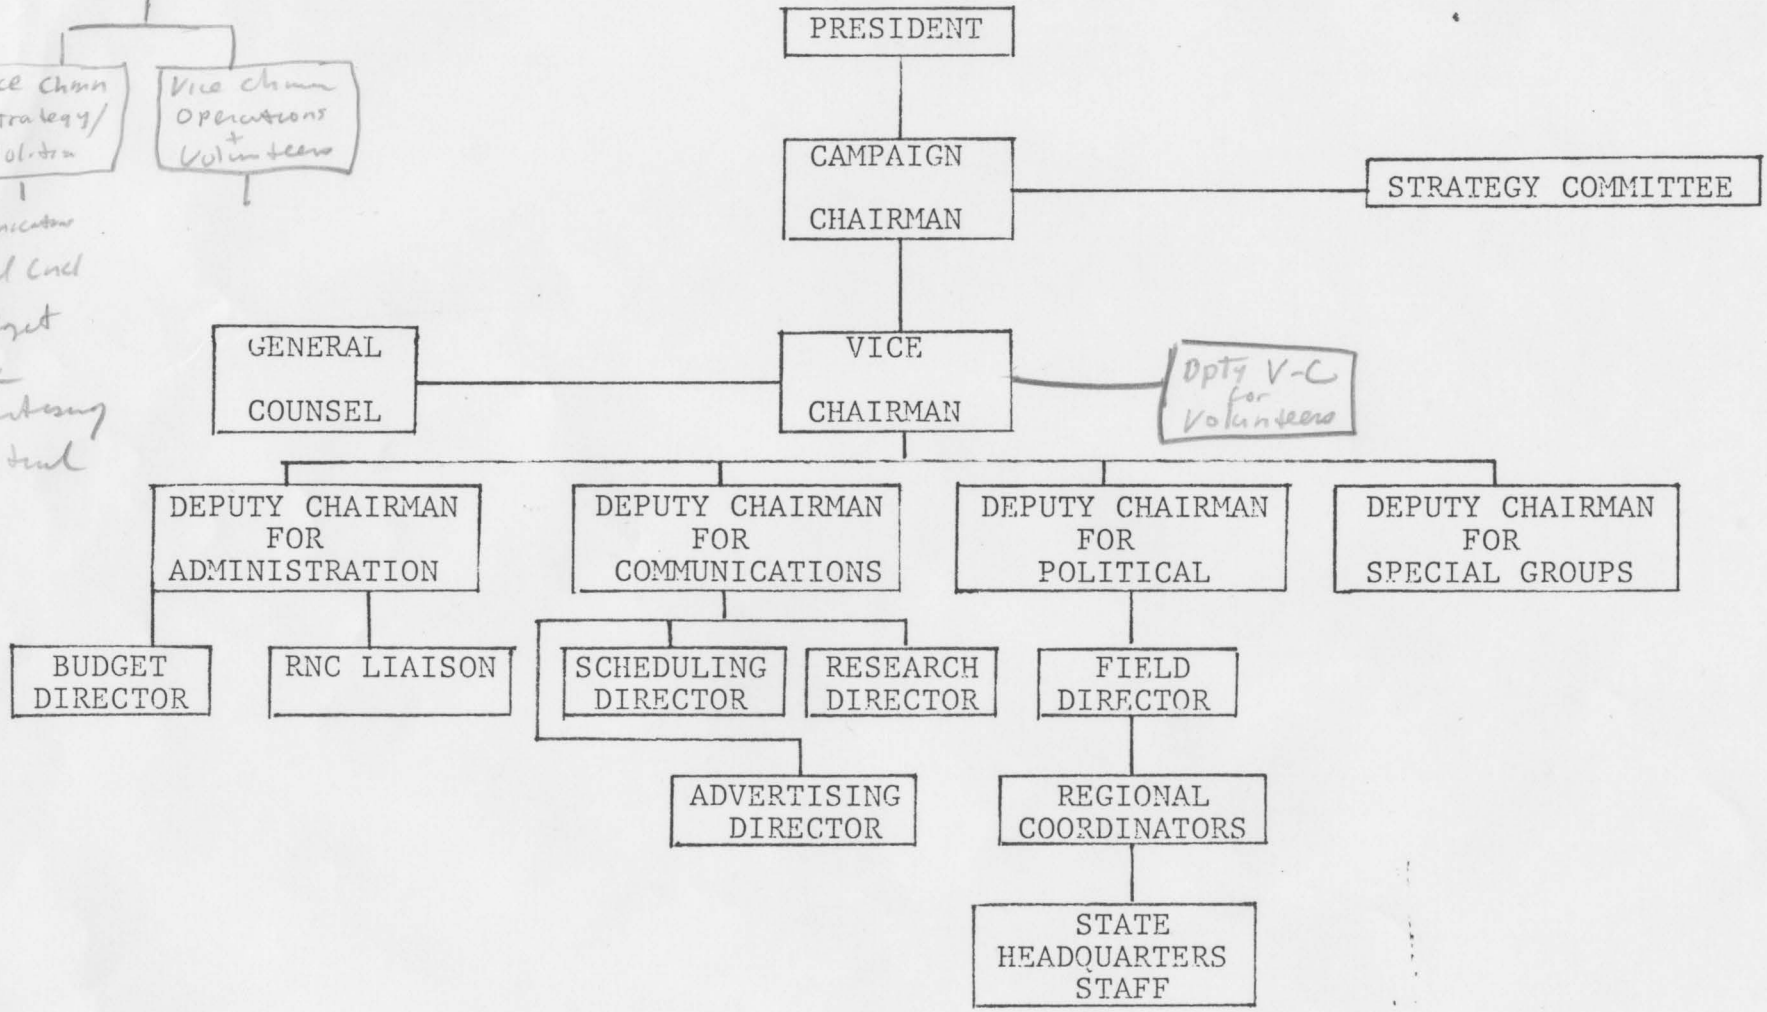 PRESIDENT
Chmn
Vice Chmn
Operations
+
Volunteers
CAMPAIGN
CHAIRMAN
STRATEGY COMMITTEE
GENERAL
COUNSEL
VICE
CHAIRMAN
Dpty V-C
for
Volunteers
DEPUTY CHAIRMAN
FOR
ADMINISTRATION
DEPUTY CHAIRMAN
FOR
COMMUNICATIONS
DEPUTY CHAIRMAN
FOR
POLITICAL
DEPUTY CHAIRMAN
FOR
SPECIAL GROUPS
BUDGET
DIRECTOR
RNC LIAISON
SCHEDULING
DIRECTOR
RESEARCH
DIRECTOR
FIELD
DIRECTOR
ADVERTISING
DIRECTOR
REGIONAL
COORDINATORS
STATE
HEADQUARTERS
STAFF